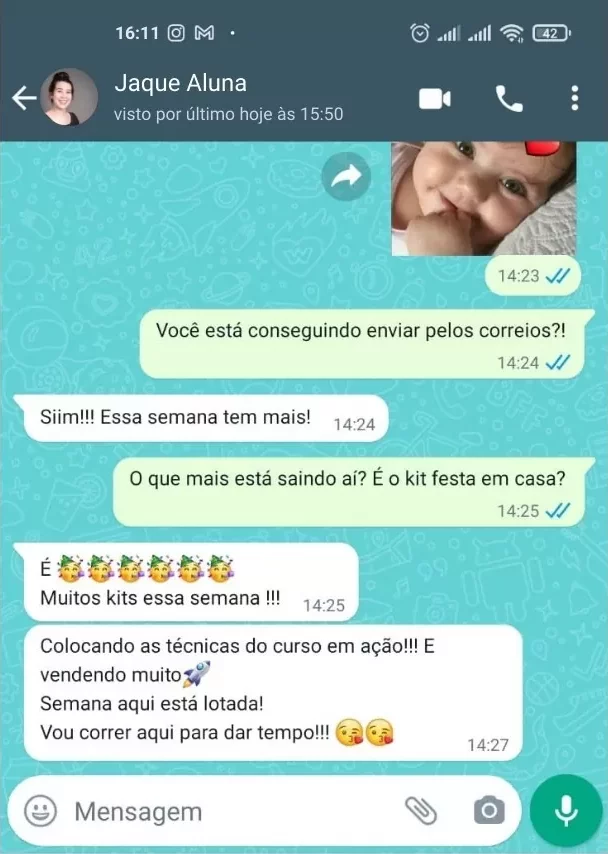 16:11
42
Jaque Aluna
visto por último hoje às 15:50
14:23
Você está conseguindo enviar pelos correios?!
14:24
Siim!!! Essa semana tem mais!
14:24
O que mais está saindo aí? É o kit festa em casa?
14:25
É 🥳🥳🥳🥳🥳🥳
Muitos kits essa semana !!!
14:25
Colocando as técnicas do curso em ação!!! E
vendendo muito🚀
Semana aqui está lotada!
Vou correr aqui para dar tempo!!! 😘😘
14:27
Mensagem